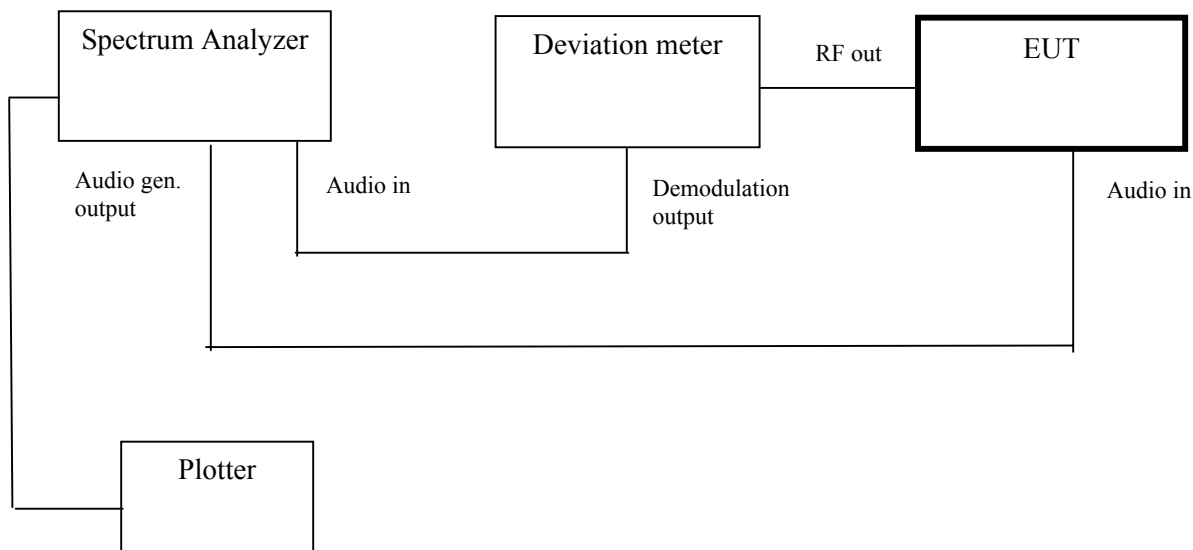 Spectrum Analyzer
Deviation meter
RF out
EUT
Audio gen.
output
Audio in
Demodulation
output
Audio in
Plotter